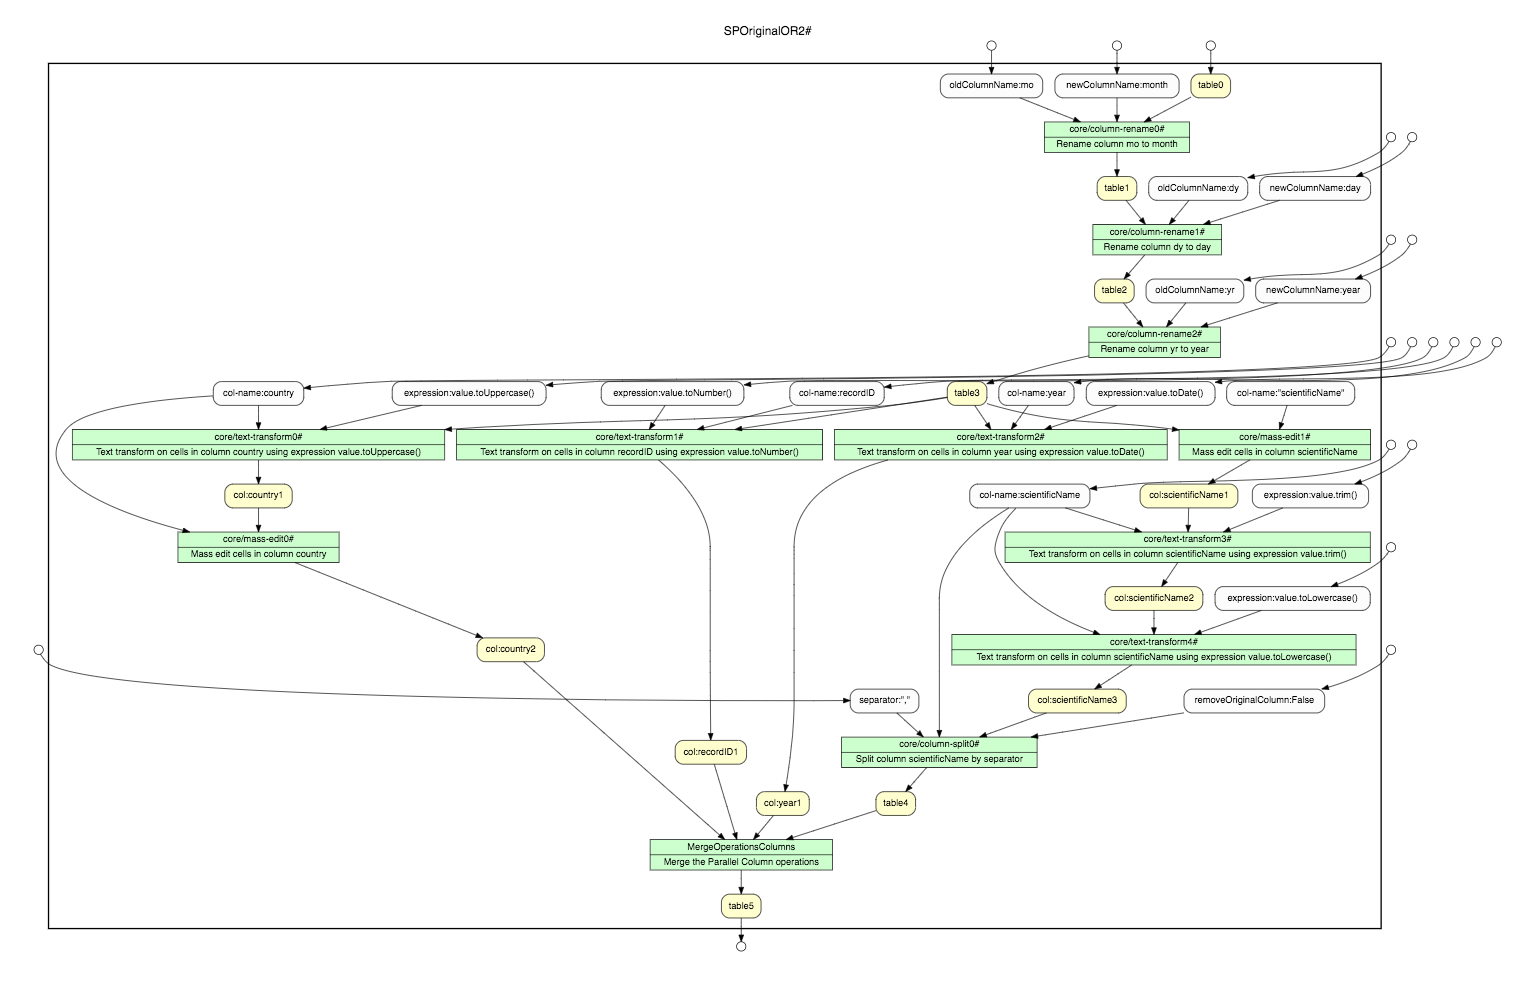 SPOriginalOR2#
oldColumnName:mo
newColumnName:month
table0
core/column-rename0#
Rename column mo to month
table1
oldColumnName:dy
newColumnName:day
core/column-rename1#
Rename column dy to day
table2
oldColumnName:yr
newColumnName:year
core/column-rename2#
Rename column yr to year
col-name:country
expression:value.toUppercase()
expression:value.toNumber()
col-name:recordID
table3
col-name:year
expression:value.toDate()
col-name:"scientificName"
core/text-transform0#
Text transform on cells in column country using expression value.toUppercase()
core/text-transform1#
Text transform on cells in column recordID using expression value.toNumber()
core/text-transform2#
Text transform on cells in column year using expression value.toDate()
core/mass-edit1#
Mass edit cells in column scientificName
col:country1
col-name:scientificName
col:scientificName1
expression:value.trim()
core/mass-edit0#
Mass edit cells in column country
core/text-transform3#
Text transform on cells in column scientificName using expression value.trim()
col:scientificName2
expression:value.toLowercase()
col:country2
core/text-transform4#
Text transform on cells in column scientificName using expression value.toLowercase()
separator:","
col:scientificName3
removeOriginalColumn:False
col:recordID1
core/column-split0#
Split column scientificName by separator
col:year1
table4
MergeOperationsColumns
Merge the Parallel Column operations
table5